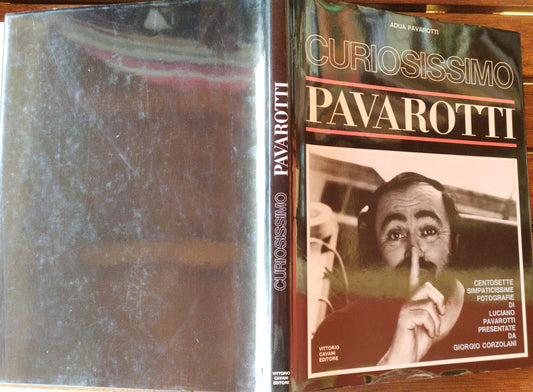 CURIOSISSIMO PAVAROTTI
VITTORIO
CAVANI
EDITORE
ADUA PAVAROTTI
CURIOSISSIMO
PAVAROTTI
CENTOSETTE
SIMPATICISSIME
FOTOGRAFIE
DI
LUCIANO
PAVAROTTI
PRESENTATE
DA
GIORGIO CORZOLANI
VITTORIO
CAVANI
EDITORE